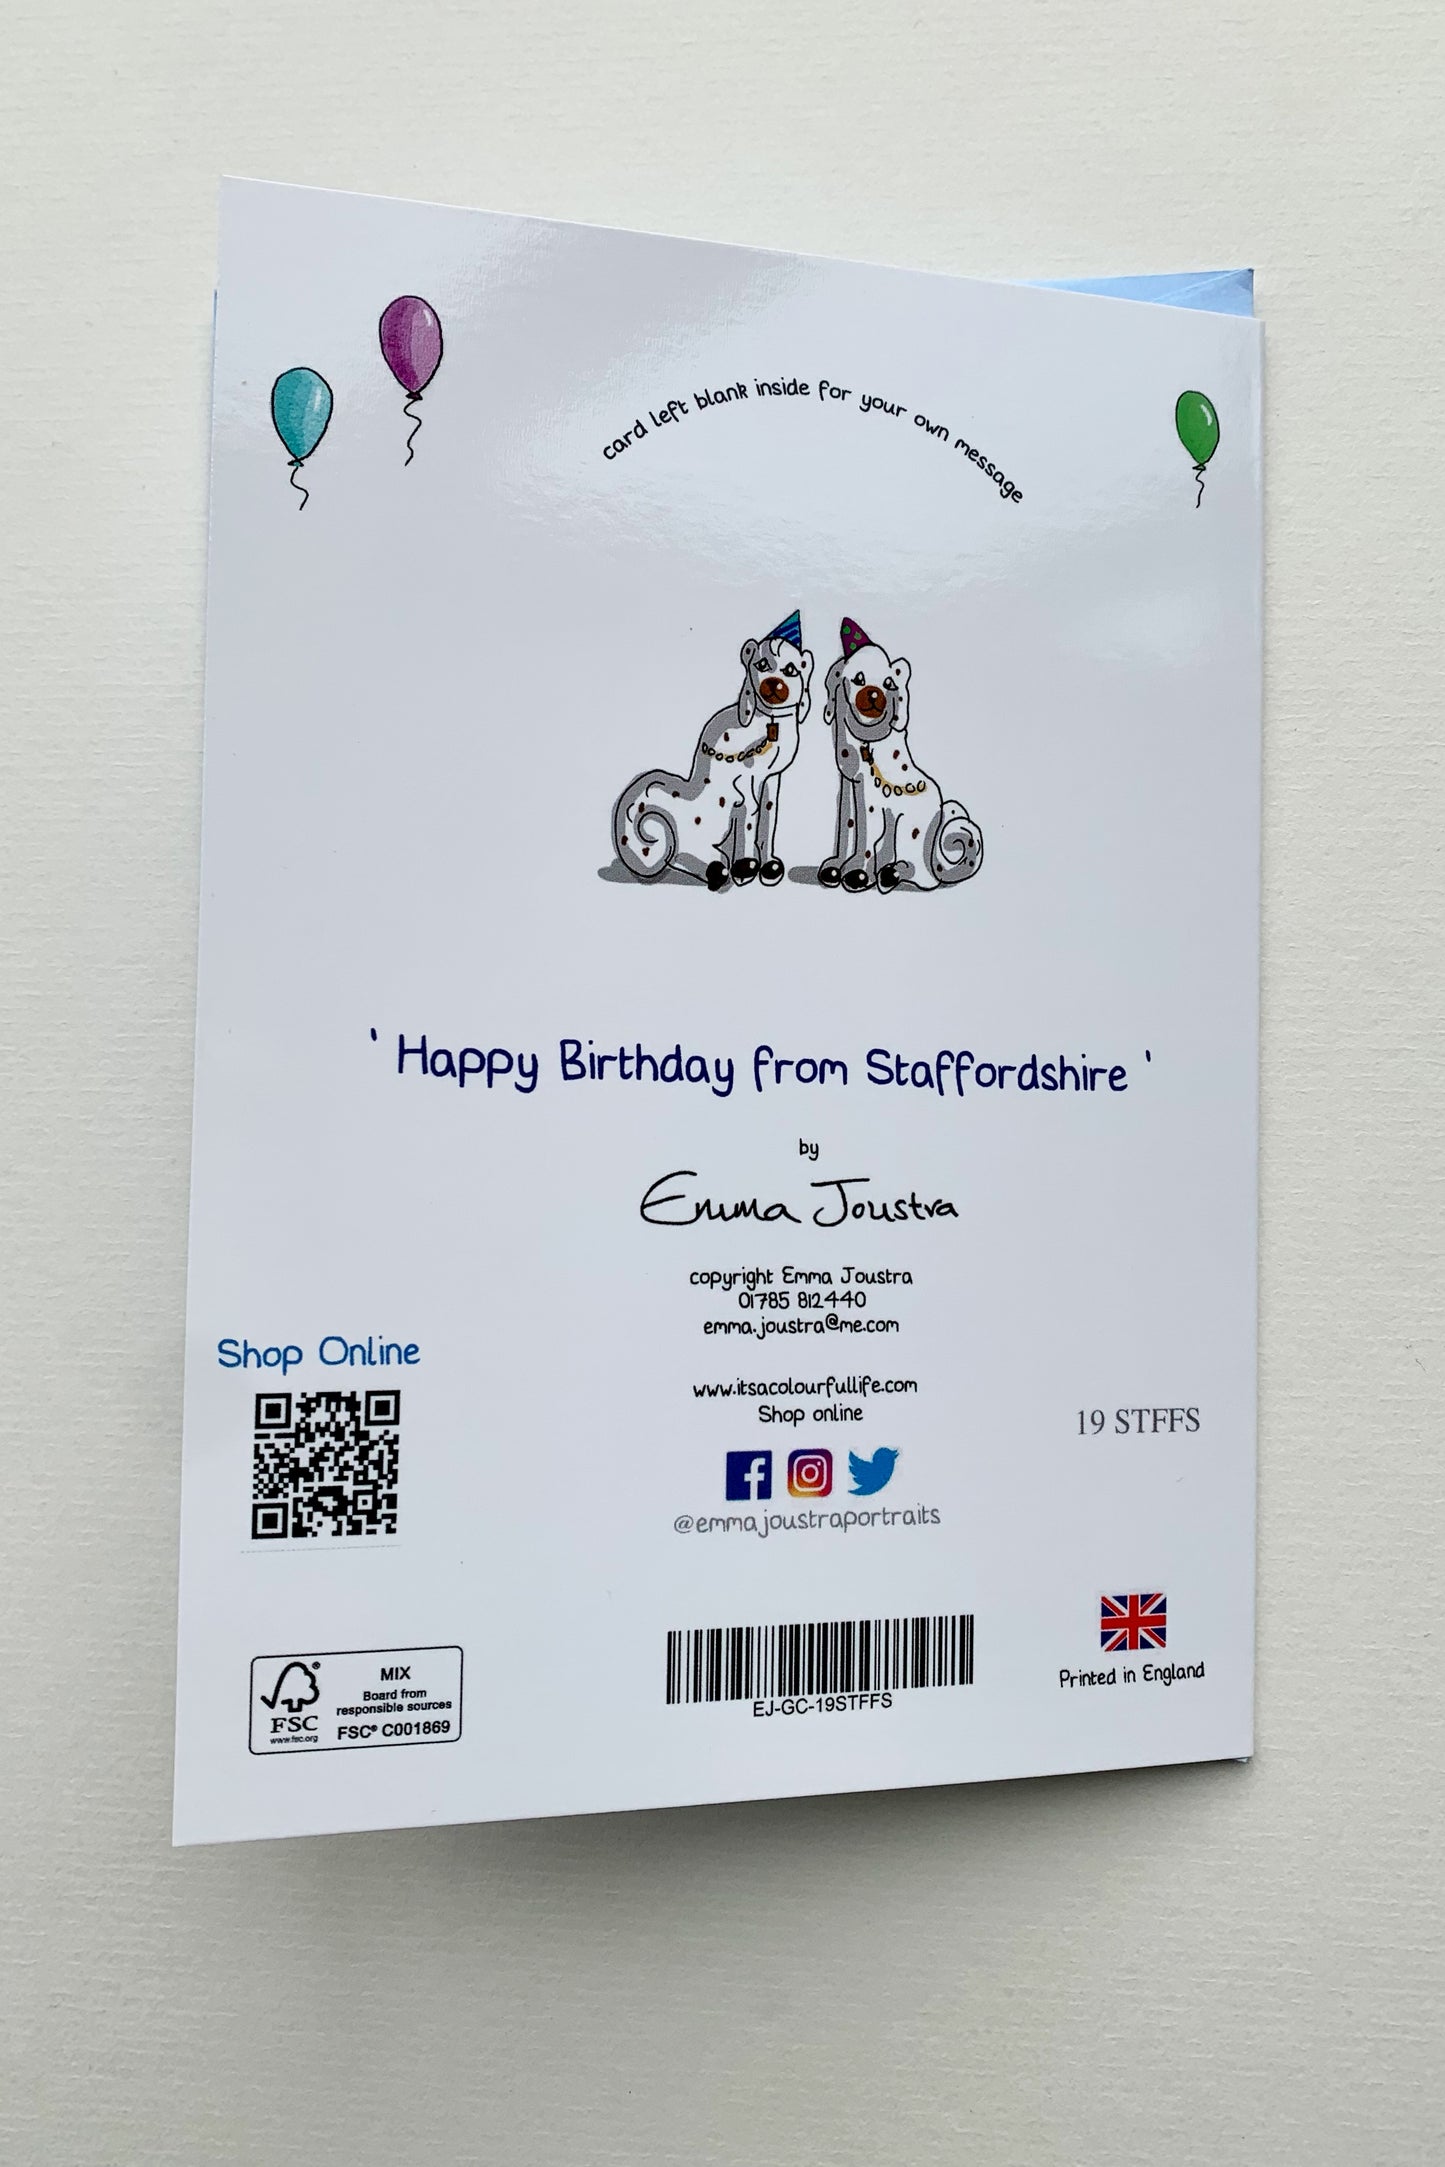 card left blank inside for your own message
' Happy Birthday from Staffordshire '
by
Emma Joustra
copyright Emma Joustra
01785 812440
emma.joustra@me.com
Shop Online
www.itsacolourfullife.com
Shop online
19 STFFS
@emmajoustraportraits
Printed in England
MIX
Board from
responsible sources
FSC® C001869
FSC
www.fsc.org
EJ-GC-19STFFS